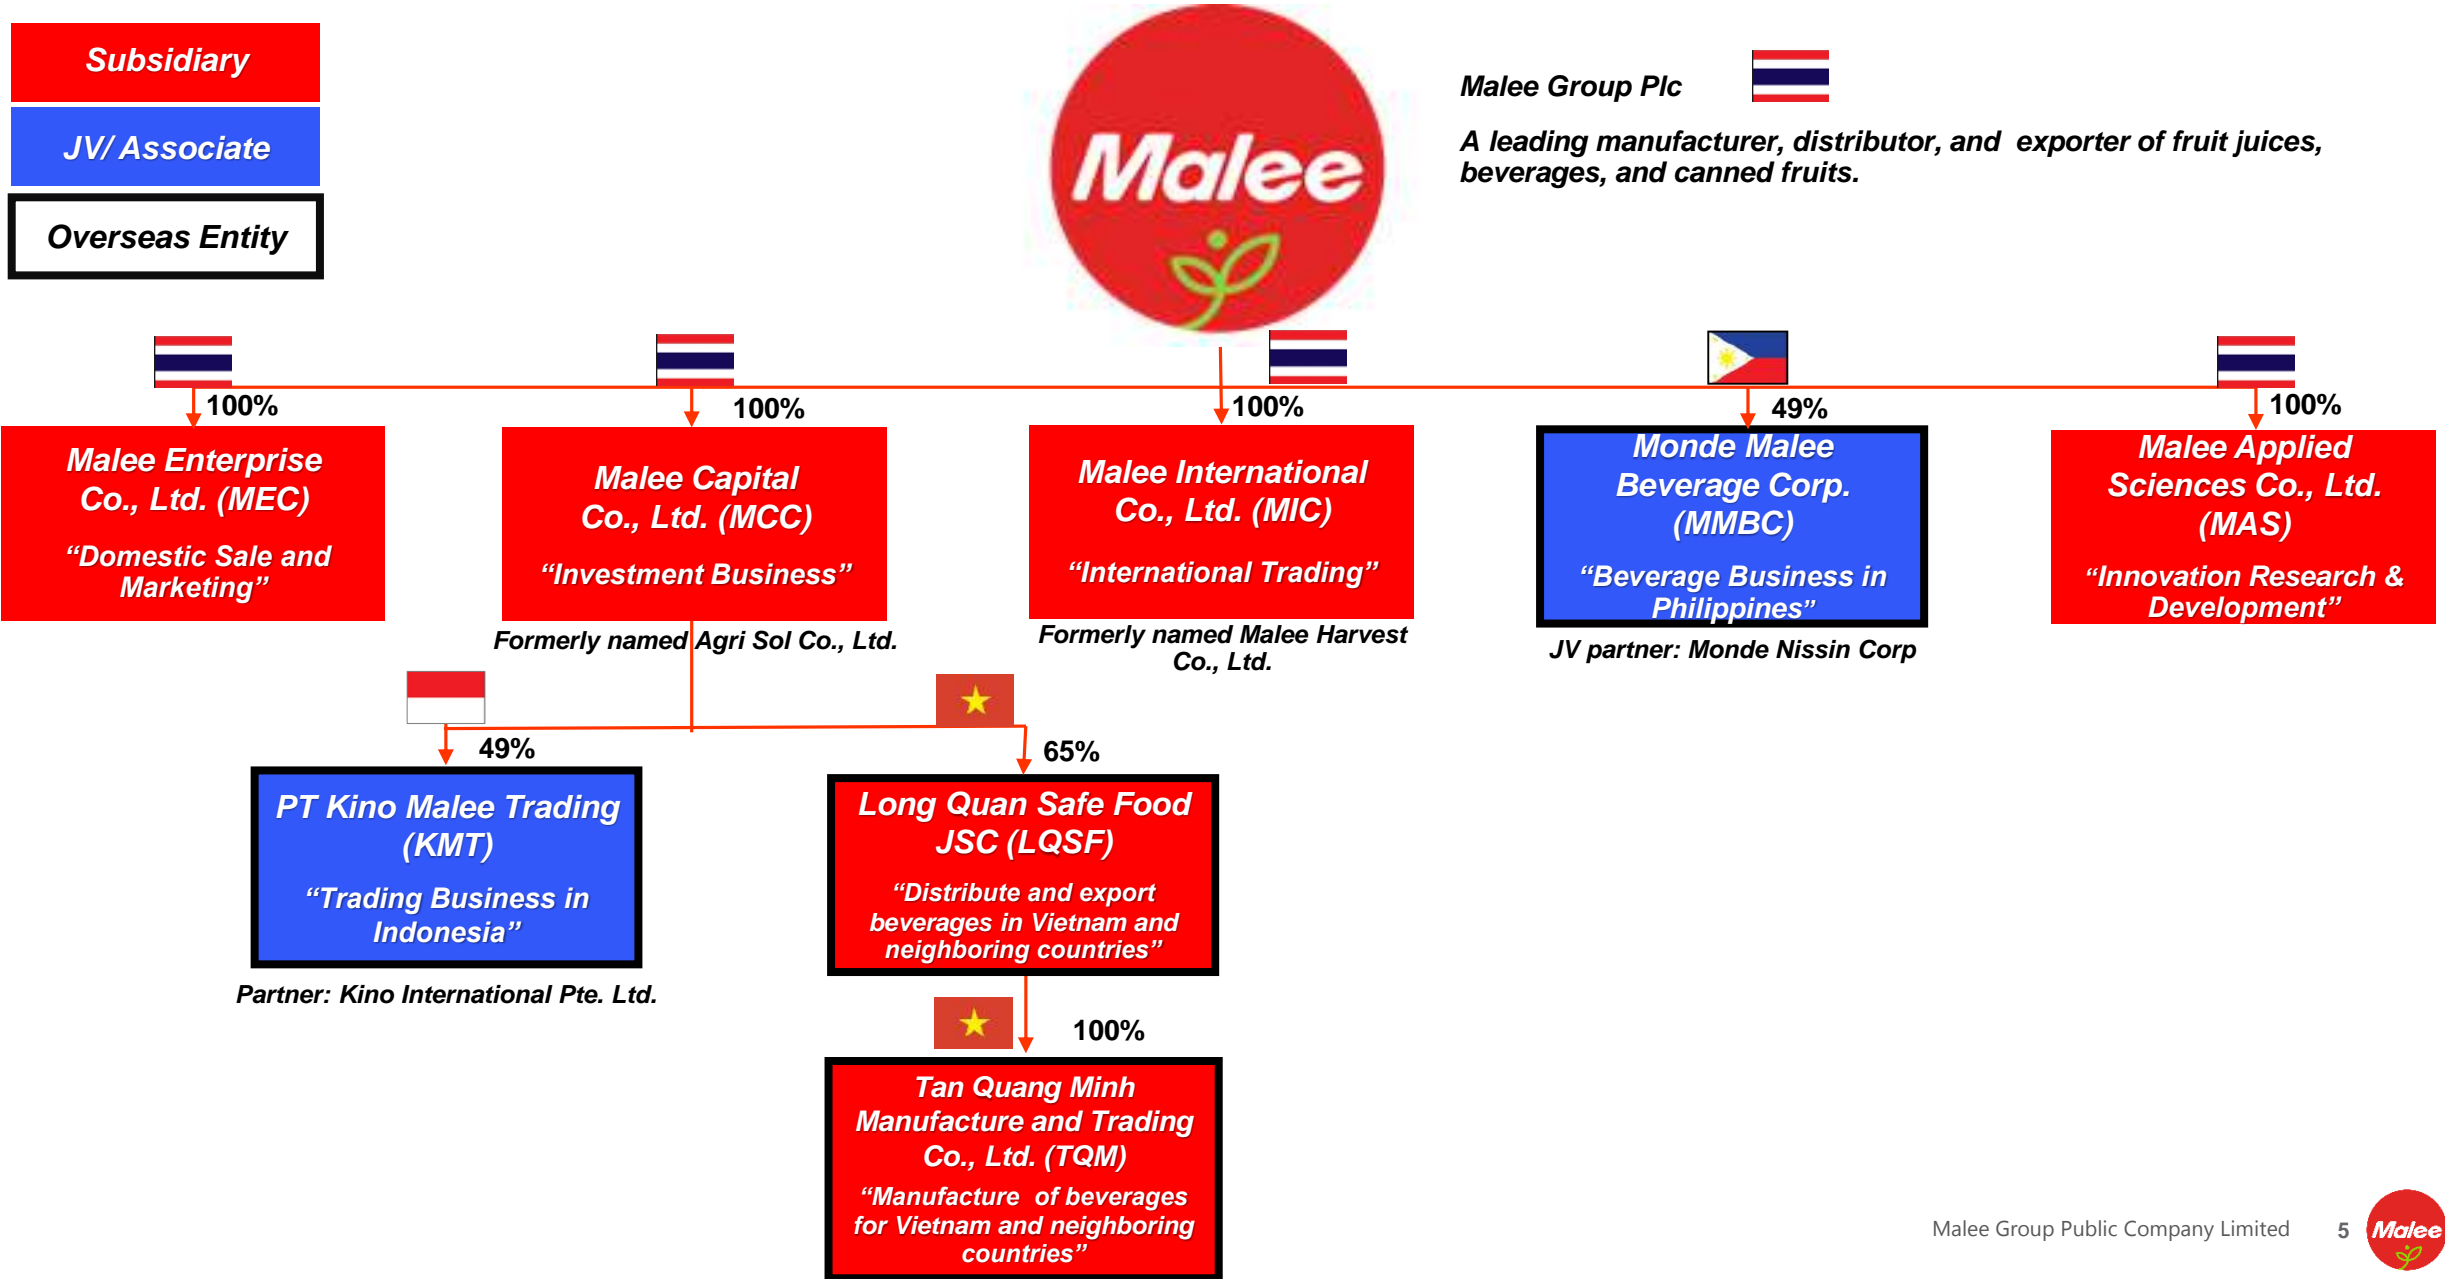 Subsidiary
JV/ Associate
Overseas Entity
Malee
Malee Group Plc
A leading manufacturer, distributor, and exporter of fruit juices,
beverages, and canned fruits.
100%
100%
100%
49%
100%
Malee Enterprise
Co., Ltd. (MEC)
“Domestic Sale and
Marketing”
Malee Capital
Co., Ltd. (MCC)
“Investment Business”
Formerly named Agri Sol Co., Ltd.
Malee International
Co., Ltd. (MIC)
“International Trading”
Formerly named Malee Harvest
Co., Ltd.
Monde Malee
Beverage Corp.
(MMBC)
“Beverage Business in
Philippines”
JV partner: Monde Nissin Corp
Malee Applied
Sciences Co., Ltd.
(MAS)
“Innovation Research &
Development”
49%
65%
PT Kino Malee Trading
(KMT)
“Trading Business in
Indonesia”
Partner: Kino International Pte. Ltd.
Long Quan Safe Food
JSC (LQSF)
“Distribute and export
beverages in Vietnam and
neighboring countries”
100%
Tan Quang Minh
Manufacture and Trading
Co., Ltd. (TQM)
“Manufacture of beverages
for Vietnam and neighboring
countries”
Malee Group Public Company Limited 5
Malee